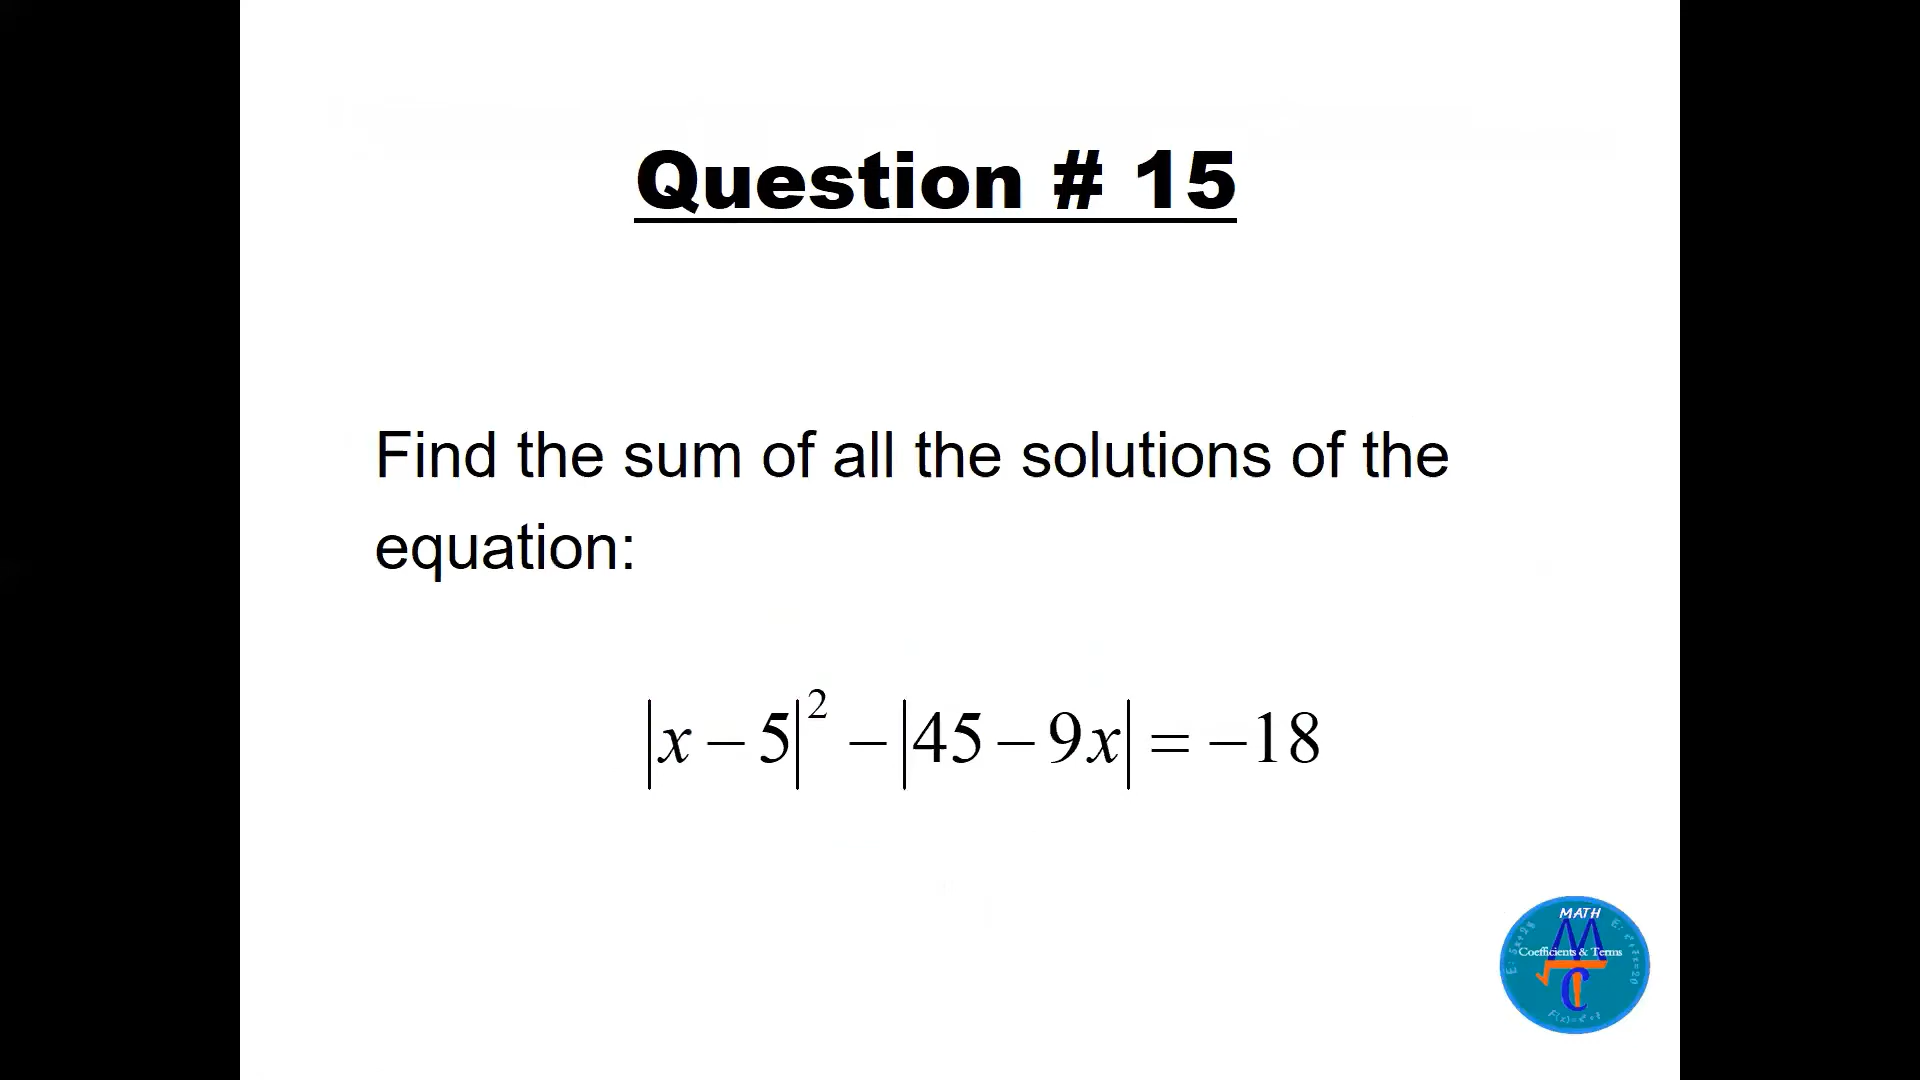 Question # 15
Find the sum of all the solutions of the
equation:
|x − 5|² − |45 − 9x| = −18
MATH
Coefficients & Terms